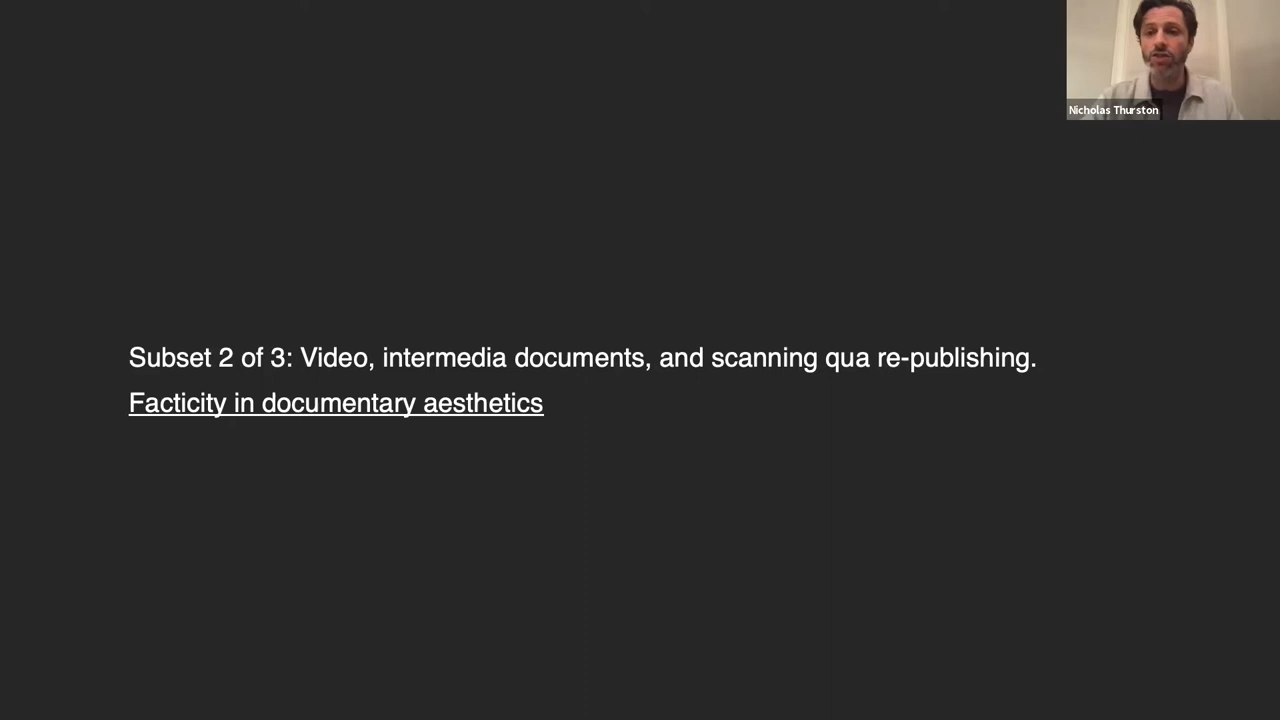 Nicholas Thurston
Subset 2 of 3: Video, intermedia documents, and scanning qua re-publishing.
Facticity in documentary aesthetics